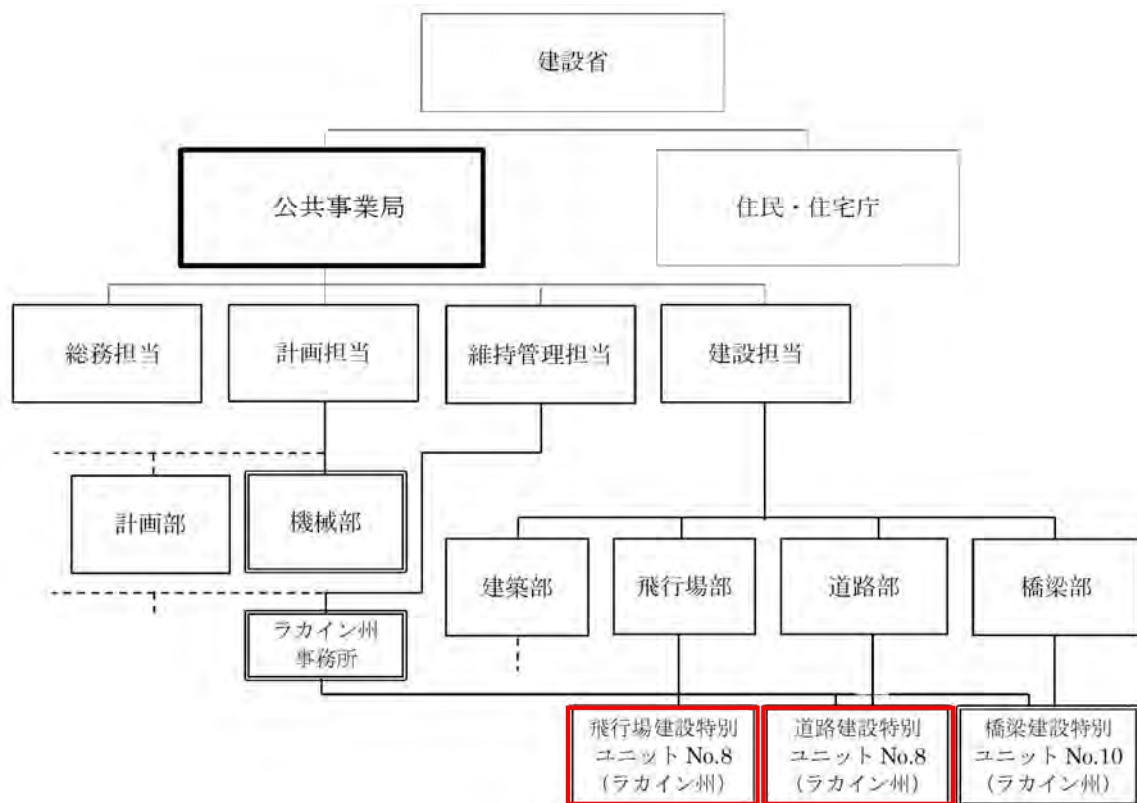 建設省
公共事業局
住民・住宅庁
総務担当
計画担当
維持管理担当
建設担当
計画部
機械部
建築部
飛行場部
道路部
橋梁部
ラカイン州
事務所
飛行場建設特別
ユニット No.8
（ラカイン州）
道路建設特別
ユニット No.8
（ラカイン州）
橋梁建設特別
ユニット No.10
（ラカイン州）